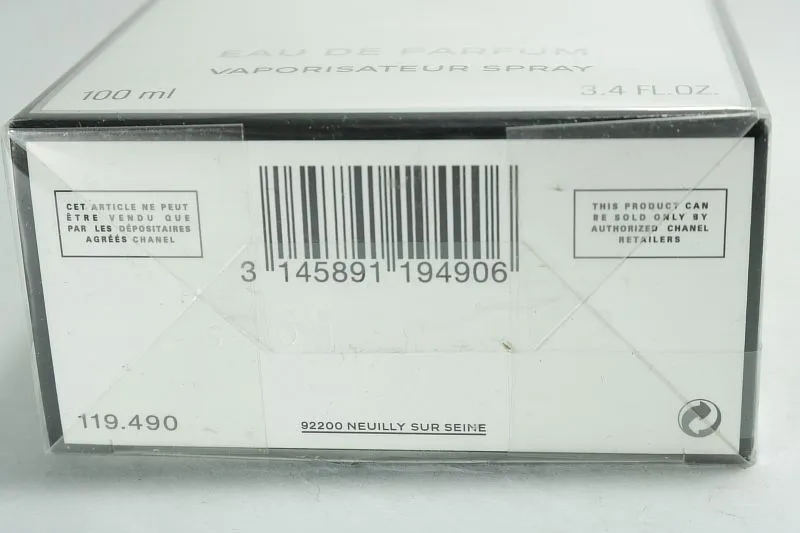 EAU DE PARFUM
VAPORISATEUR SPRAY
100 ml
3.4 FL.OZ.
CET ARTICLE NE PEUT
ÊTRE VENDU QUE
PAR LES DÉPOSITAIRES
AGRÉÉS CHANEL
THIS PRODUCT CAN
BE SOLD ONLY BY
AUTHORIZED CHANEL
RETAILERS
3 145891 194906
119.490
92200 NEUILLY SUR SEINE